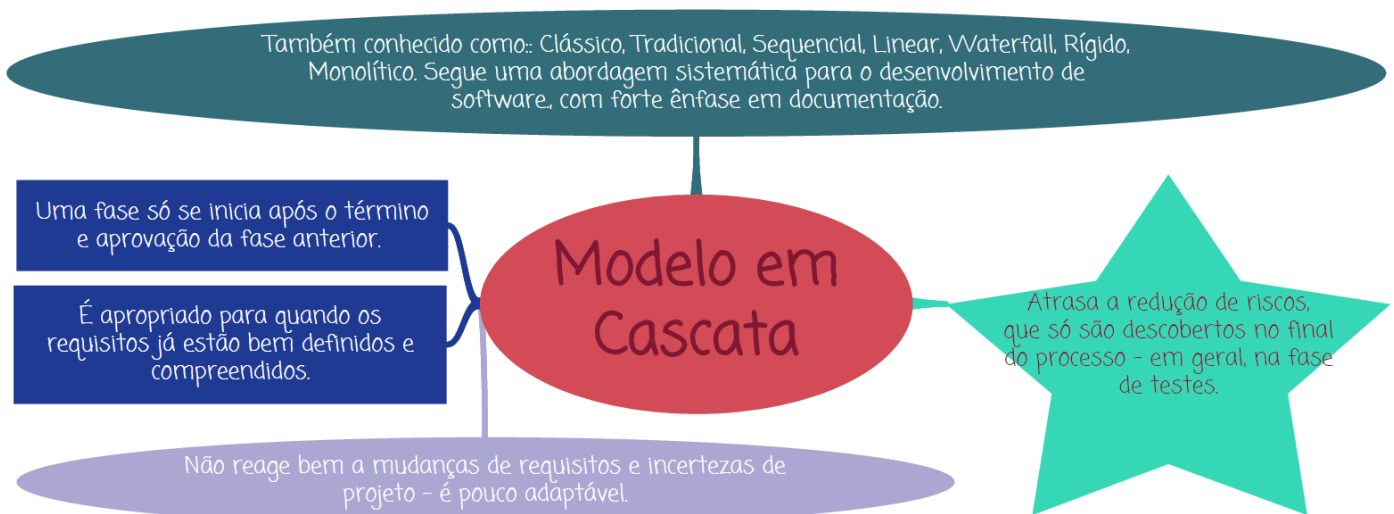 Também conhecido como:: Clássico, Tradicional, Sequencial, Linear, Waterfall, Rígido,
Monolítico. Segue uma abordagem sistemática para o desenvolvimento de
software., com forte ênfase em documentação.
Uma fase só se inicia após o término
e aprovação da fase anterior.
É apropriado para quando os
requisitos já estão bem definidos e
compreendidos.
Modelo em
Cascata
Atrasa a redução de riscos,
que só são descobertos no final
do processo - em geral, na fase
de testes.
Não reage bem a mudanças de requisitos e incertezas de
projeto - é pouco adaptável.